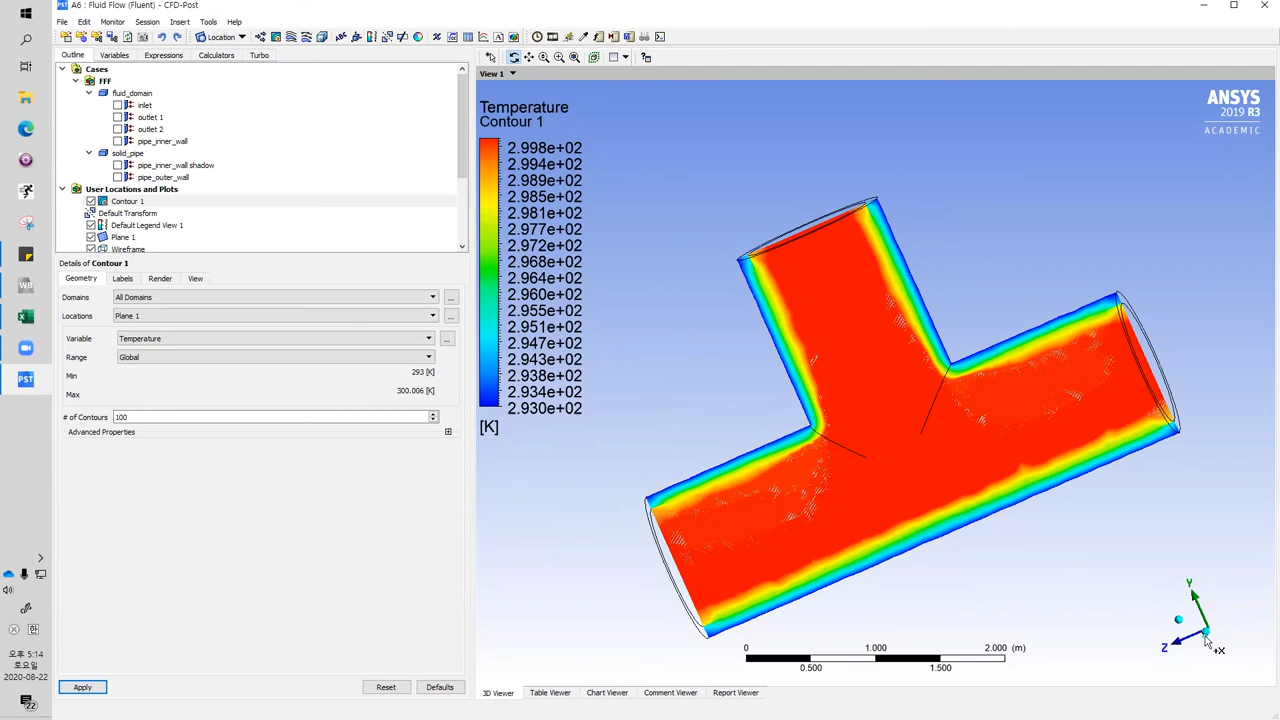 PST A6 : Fluid Flow (Fluent) - CFD-Post
File Edit Monitor Session Insert Tools Help
Location
Outline Variables Expressions Calculators Turbo
Cases
FFF
fluid_domain
inlet
outlet 1
outlet 2
pipe_inner_wall
solid_pipe
pipe_inner_wall shadow
pipe_outer_wall
User Locations and Plots
Contour 1
Default Transform
Default Legend View 1
Plane 1
Wireframe
Details of Contour 1
Geometry Labels Render View
Domains All Domains ...
Locations Plane 1 ...
Variable Temperature ...
Range Global
Min 293 [K]
Max 300.006 [K]
# of Contours 100
Advanced Properties
Apply Reset Defaults
View 1
Temperature
Contour 1
2.998e+02
2.994e+02
2.989e+02
2.985e+02
2.981e+02
2.977e+02
2.972e+02
2.968e+02
2.964e+02
2.960e+02
2.955e+02
2.951e+02
2.947e+02
2.943e+02
2.938e+02
2.934e+02
2.930e+02
[K]
ANSYS
2019 R3
ACADEMIC
Y
Z
+X
0 1.000 2.000 (m)
0.500 1.500
3D Viewer Table Viewer Chart Viewer Comment Viewer Report Viewer
WB
PST
한
오후 5:14
토요일
2020-08-22
22